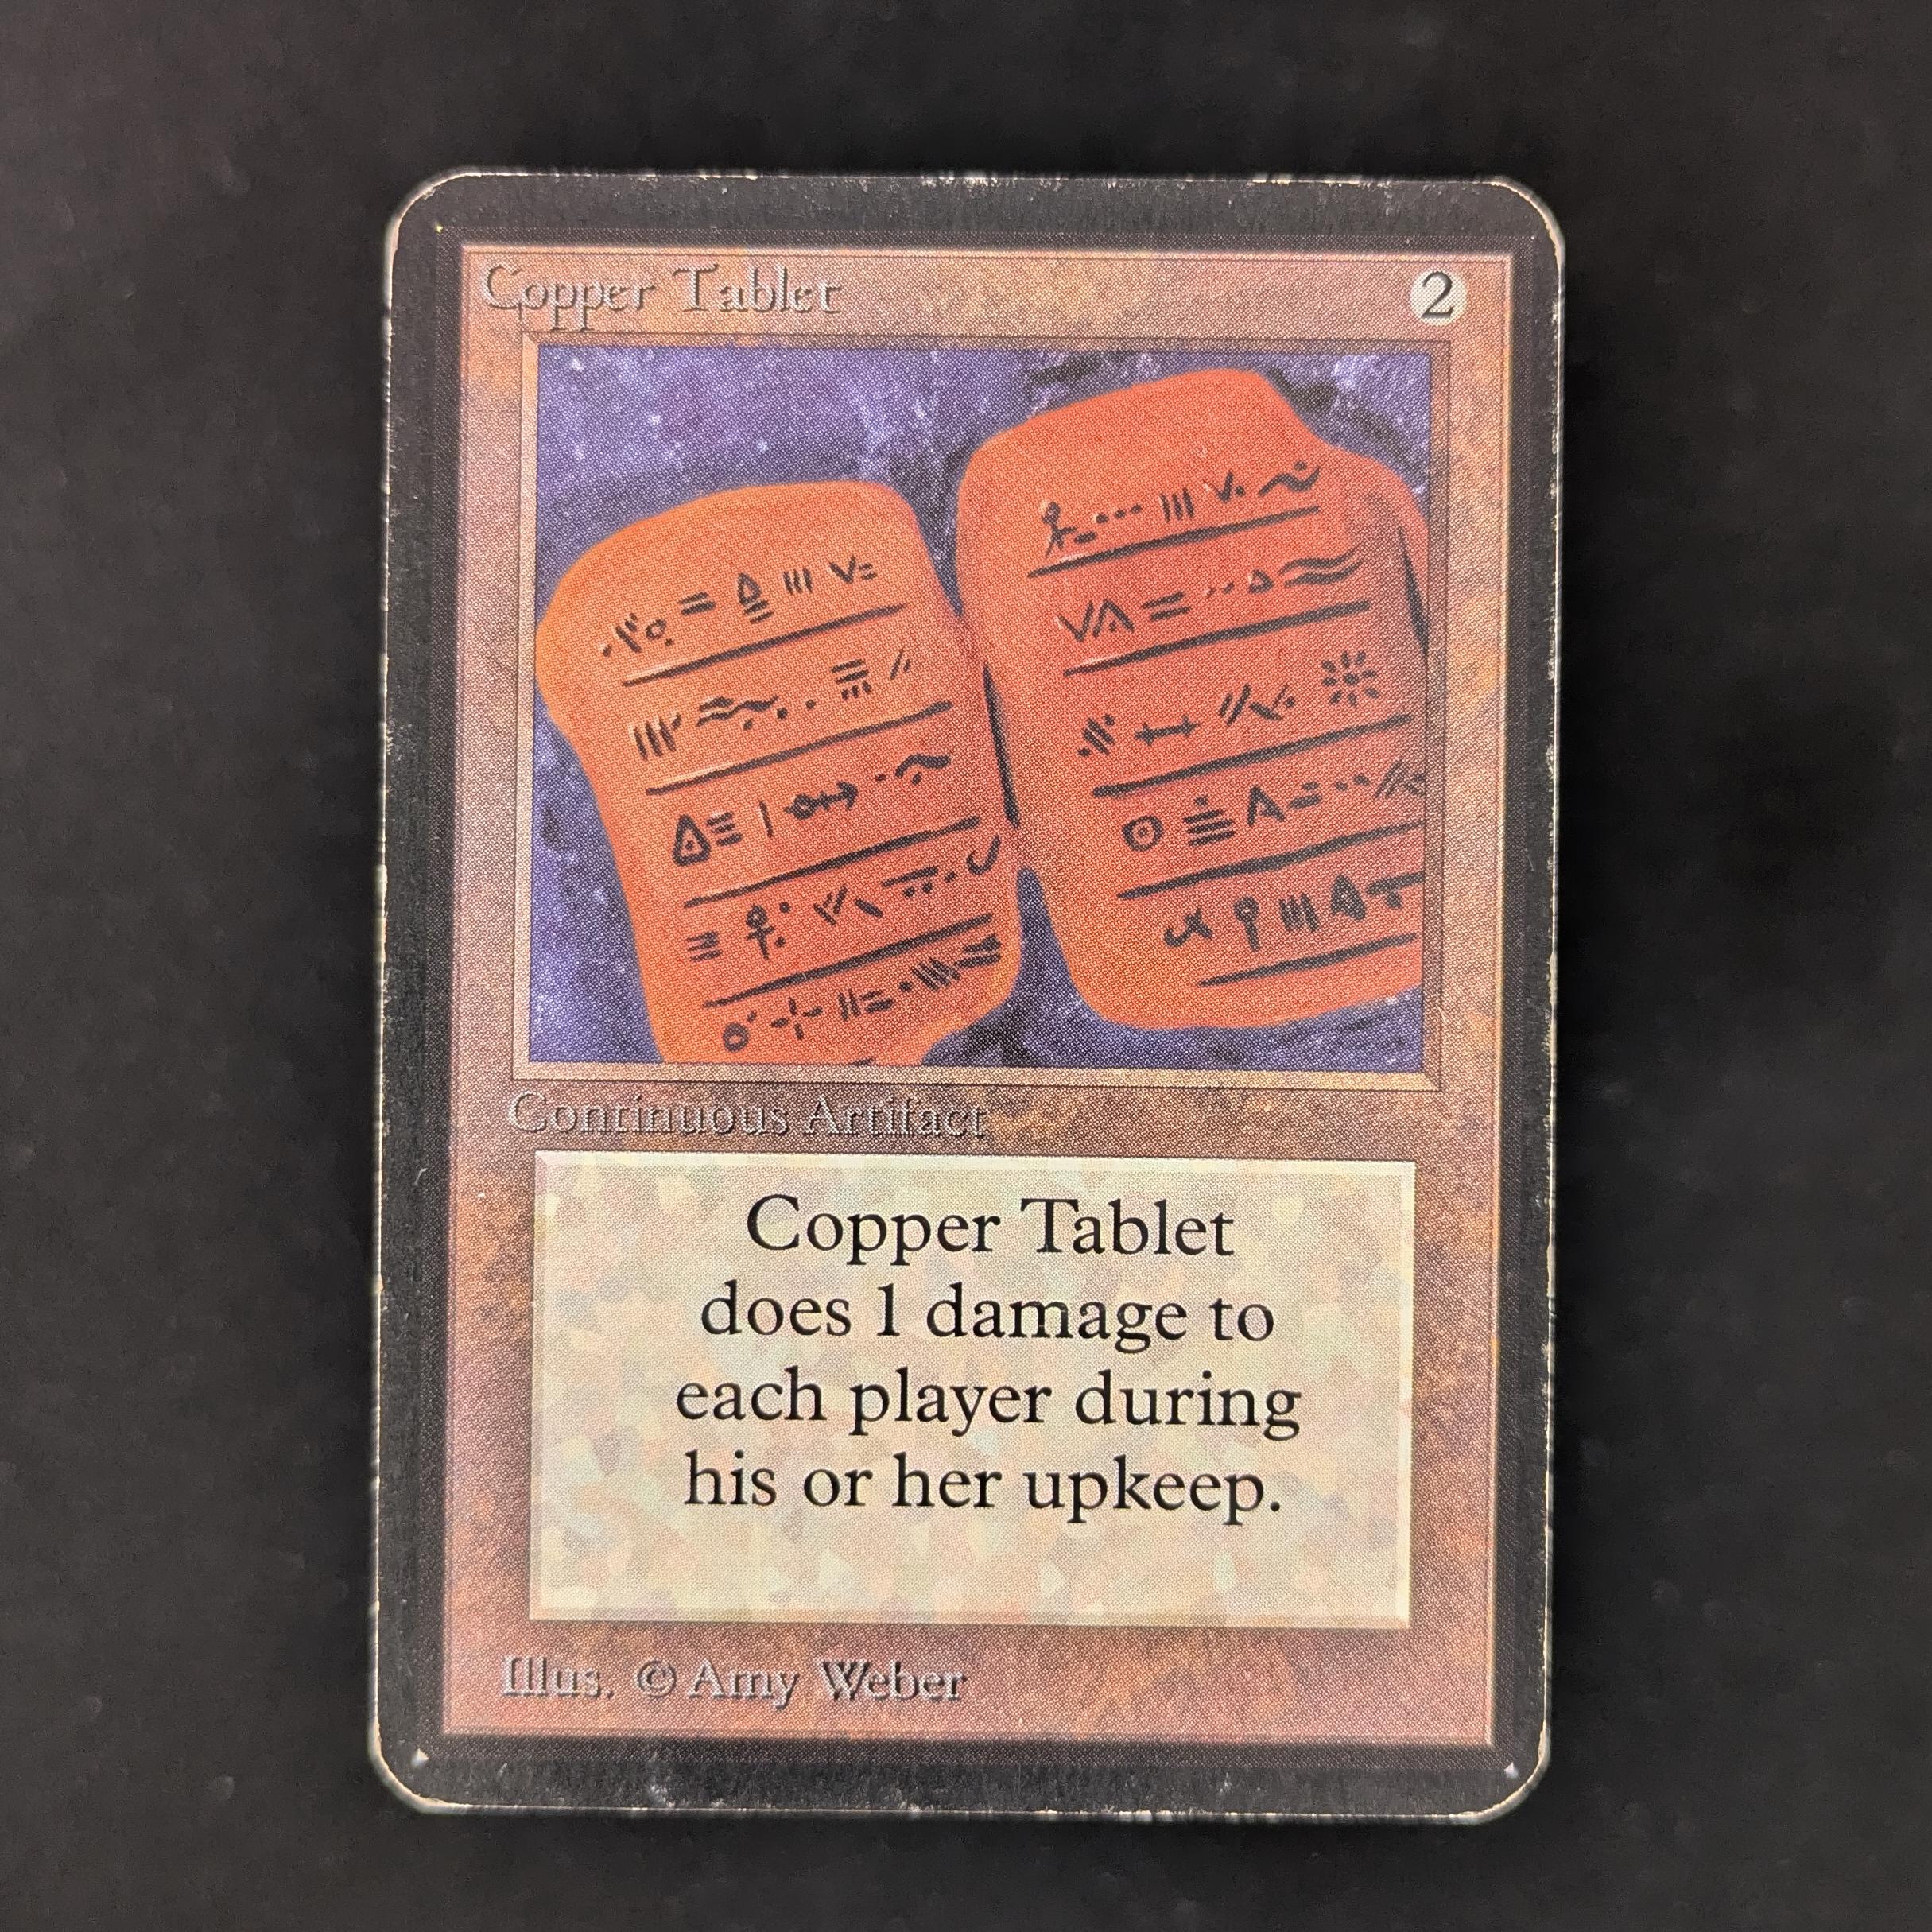 Copper Tablet 2
Continuous Artifact
Copper Tablet
does 1 damage to
each player during
his or her upkeep.
Illus. © Amy Weber